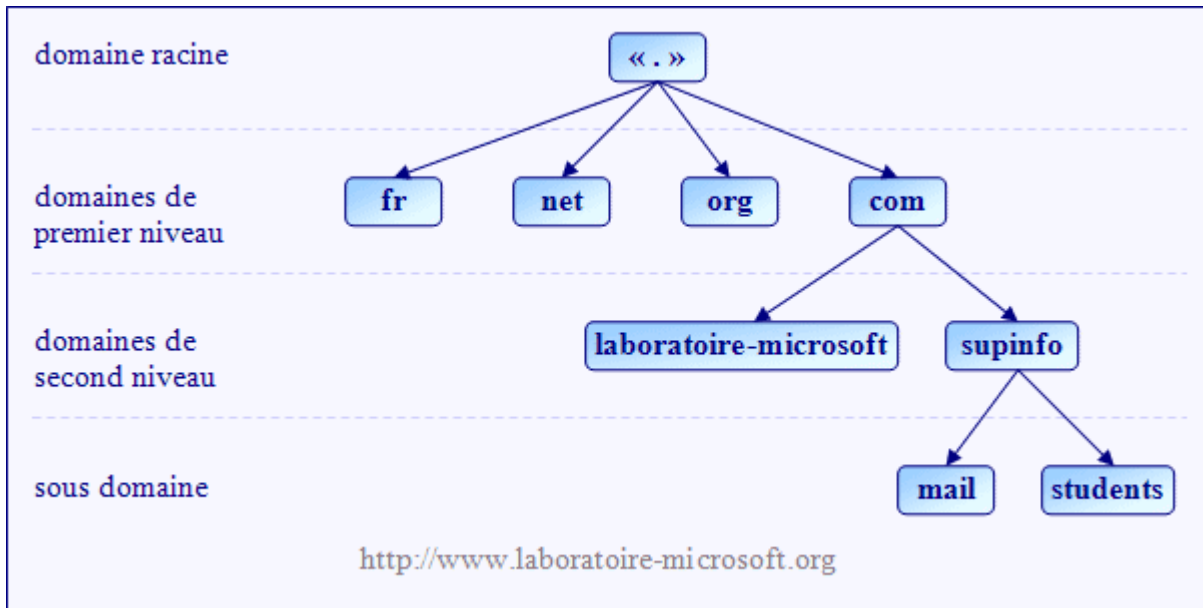 domaine racine
« . »
domaines de
premier niveau
fr
net
org
com
domaines de
second niveau
laboratoire-microsoft
supinfo
sous domaine
mail
students
http://www.laboratoire-microsoft.org